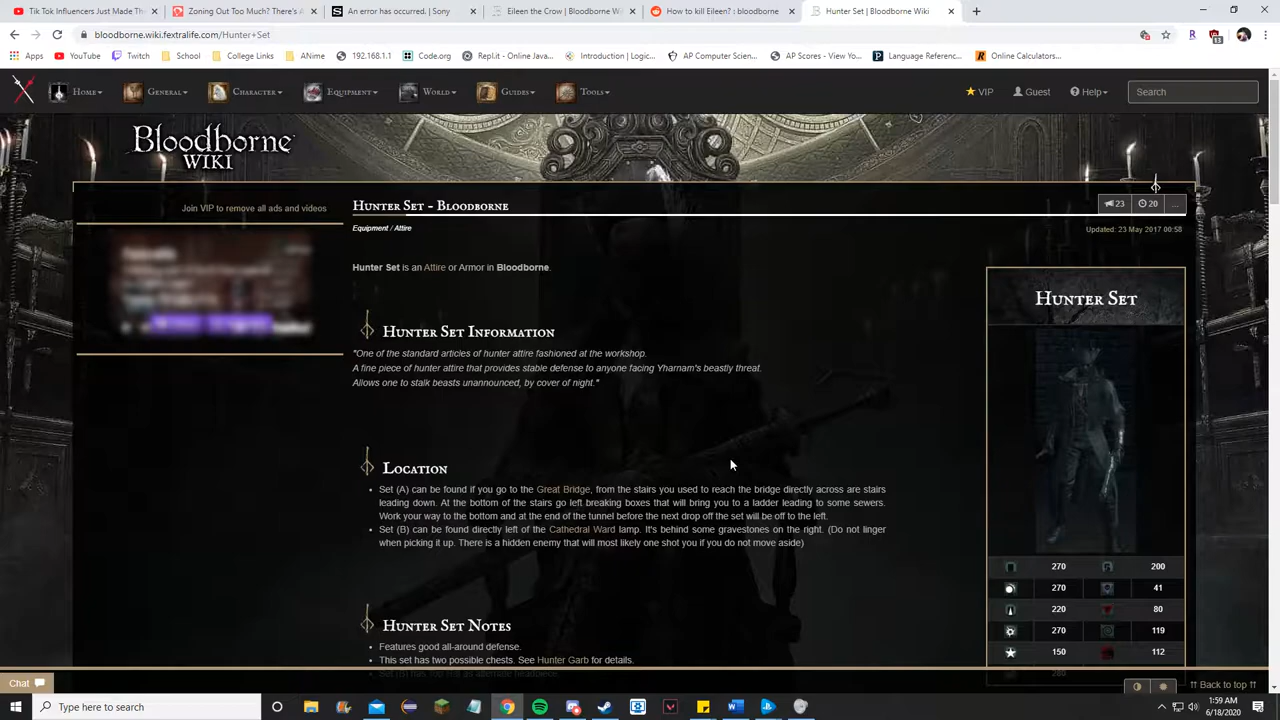 Tik Tok Influencers Just Made Th
Zoning Out Too Much? There's A
An error has occurred. | Sony
Eileen the Crow | Bloodborne Wi
How to kill Eileen? : bloodborne
Hunter Set | Bloodborne Wiki
bloodborne.wiki.fextralife.com/Hunter+Set
13
Apps
YouTube
Twitch
School
College Links
ANime
192.168.1.1
Code.org
Repl.it - Online Java...
Introduction | Logic...
AP Computer Scien...
AP Scores - View Yo...
Language Referenc...
Online Calculators...
Home
General
Character
Equipment
World
Guides
Tools
VIP
Guest
Help
Search
Bloodborne
WIKI
Join VIP to remove all ads and videos
Hunter Set - Bloodborne
23
20
...
Equipment / Attire
Updated: 23 May 2017 00:58
Hunter Set is an Attire or Armor in Bloodborne.
Hunter Set
Hunter Set Information
"One of the standard articles of hunter attire fashioned at the workshop.
A fine piece of hunter attire that provides stable defense to anyone facing Yharnam's beastly threat.
Allows one to stalk beasts unannounced, by cover of night."
Location
Set (A) can be found if you go to the Great Bridge, from the stairs you used to reach the bridge directly across are stairs
leading down. At the bottom of the stairs go left breaking boxes that will bring you to a ladder leading to some sewers.
Work your way to the bottom and at the end of the tunnel before the next drop off the set will be off to the left.
Set (B) can be found directly left of the Cathedral Ward lamp. It's behind some gravestones on the right. (Do not linger
when picking it up. There is a hidden enemy that will most likely one shot you if you do not move aside)
270 200
270 41
220 80
270 119
150 112
280
Hunter Set Notes
Features good all-around defense.
This set has two possible chests. See Hunter Garb for details.
Set (B) has Top Hat as alternate headpiece.
Chat
Back to top
Type here to search
1:59 AM
6/18/2020